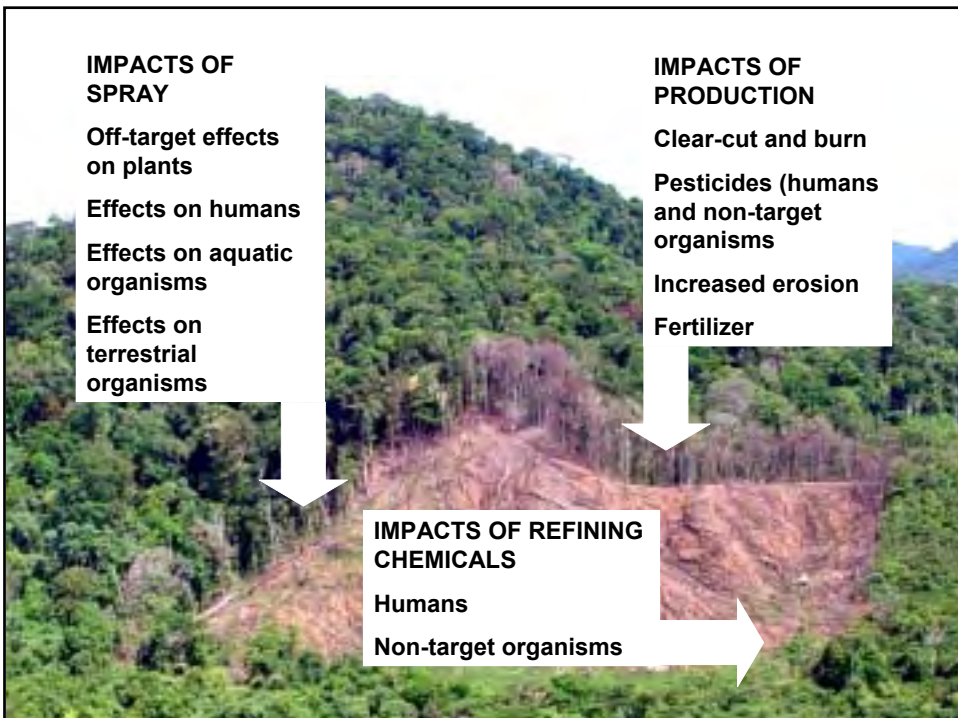 IMPACTS OF
SPRAY
Off-target effects
on plants
Effects on humans
Effects on aquatic
organisms
Effects on
terrestrial
organisms
IMPACTS OF
PRODUCTION
Clear-cut and burn
Pesticides (humans
and non-target
organisms
Increased erosion
Fertilizer
IMPACTS OF REFINING
CHEMICALS
Humans
Non-target organisms